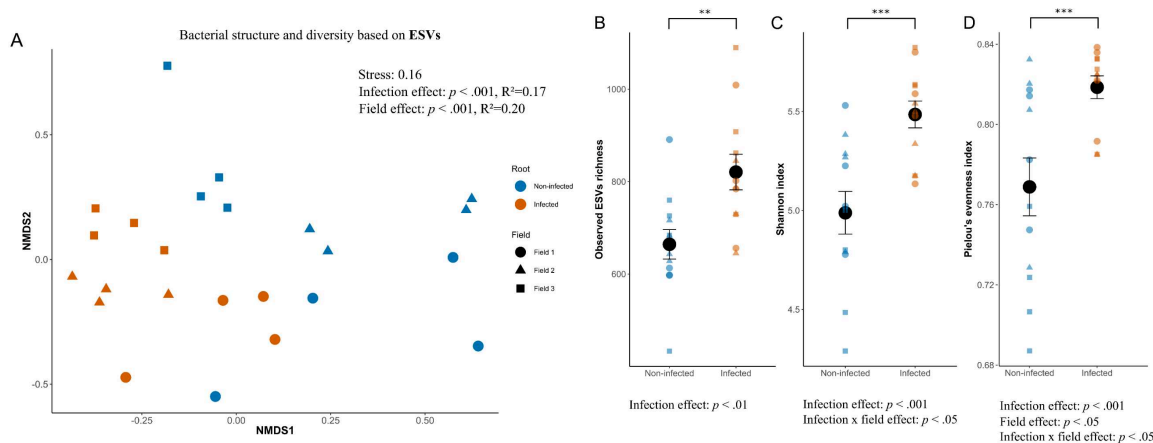 A
Bacterial structure and diversity based on ESVs
Stress: 0.16
Infection effect: p < .001, R²=0.17
Field effect: p < .001, R²=0.20
NMDS2
0.5
0.0
-0.5
-0.25
0.00
0.25
0.50
NMDS1
Root
Non-infected
Infected
Field
Field 1
Field 2
Field 3
B
**
Observed ESVs richness
1000
800
600
Non-infected
Infected
Infection effect: p < .01
C
***
Shannon index
5.5
5.0
4.5
Non-infected
Infected
Infection effect: p < .001
Infection x field effect: p < .05
D
***
Pielou's evenness index
0.84
0.80
0.76
0.72
0.68
Non-infected
Infected
Infection effect: p < .001
Field effect: p < .05
Infection x field effect: p < .05